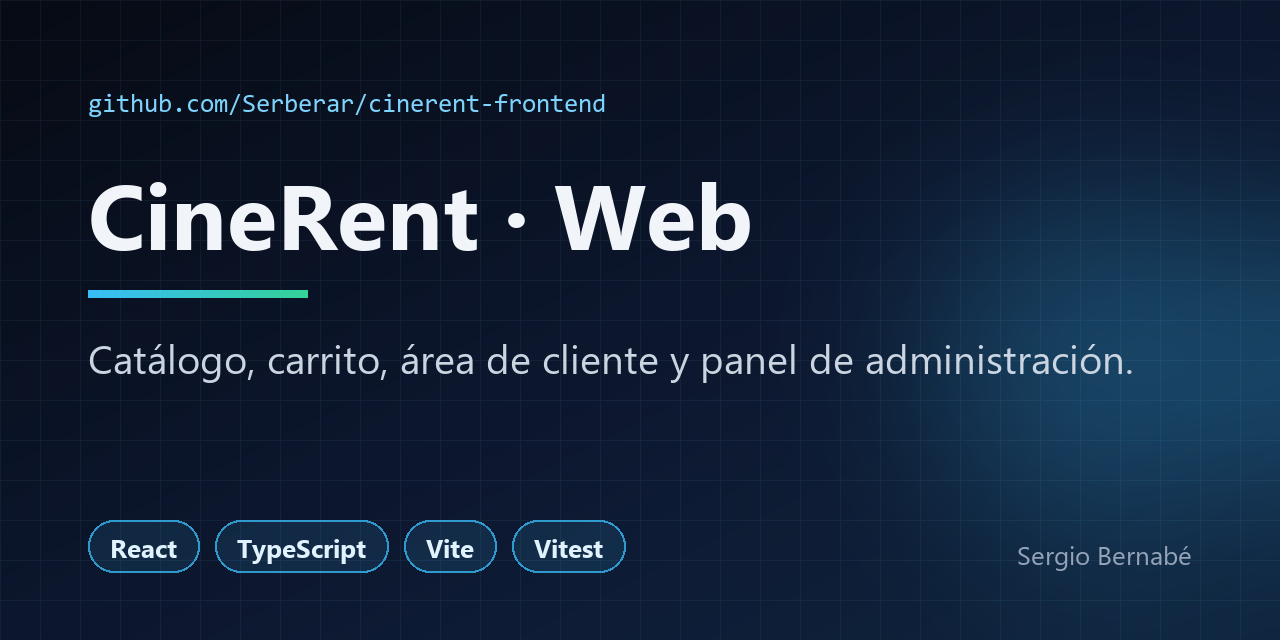 github.com/Serberar/cinerent-frontend
CineRent · Web
Catálogo, carrito, área de cliente y panel de administración.
React TypeScript Vite Vitest
Sergio Bernabé